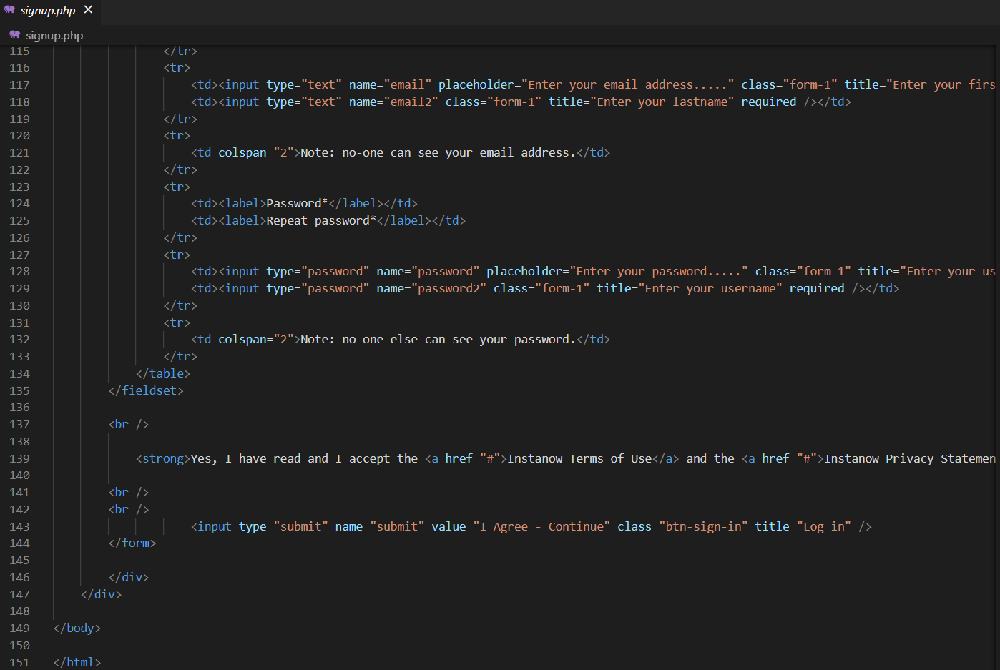 signup.php
signup.php
115 </tr>
116 <tr>
117 <td><input type="text" name="email" placeholder="Enter your email address....." class="form-1" title="Enter your firs
118 <td><input type="text" name="email2" class="form-1" title="Enter your lastname" required /></td>
119 </tr>
120 <tr>
121 <td colspan="2">Note: no-one can see your email address.</td>
122 </tr>
123 <tr>
124 <td><label>Password*</label></td>
125 <td><label>Repeat password*</label></td>
126 </tr>
127 <tr>
128 <td><input type="password" name="password" placeholder="Enter your password....." class="form-1" title="Enter your us
129 <td><input type="password" name="password2" class="form-1" title="Enter your username" required /></td>
130 </tr>
131 <tr>
132 <td colspan="2">Note: no-one else can see your password.</td>
133 </tr>
134 </table>
135 </fieldset>
136
137 <br />
138
139 <strong>Yes, I have read and I accept the <a href="#">Instanow Terms of Use</a> and the <a href="#">Instanow Privacy Statemen
140
141 <br />
142 <br />
143 <input type="submit" name="submit" value="I Agree - Continue" class="btn-sign-in" title="Log in" />
144 </form>
145
146 </div>
147 </div>
148
149 </body>
150
151 </html>